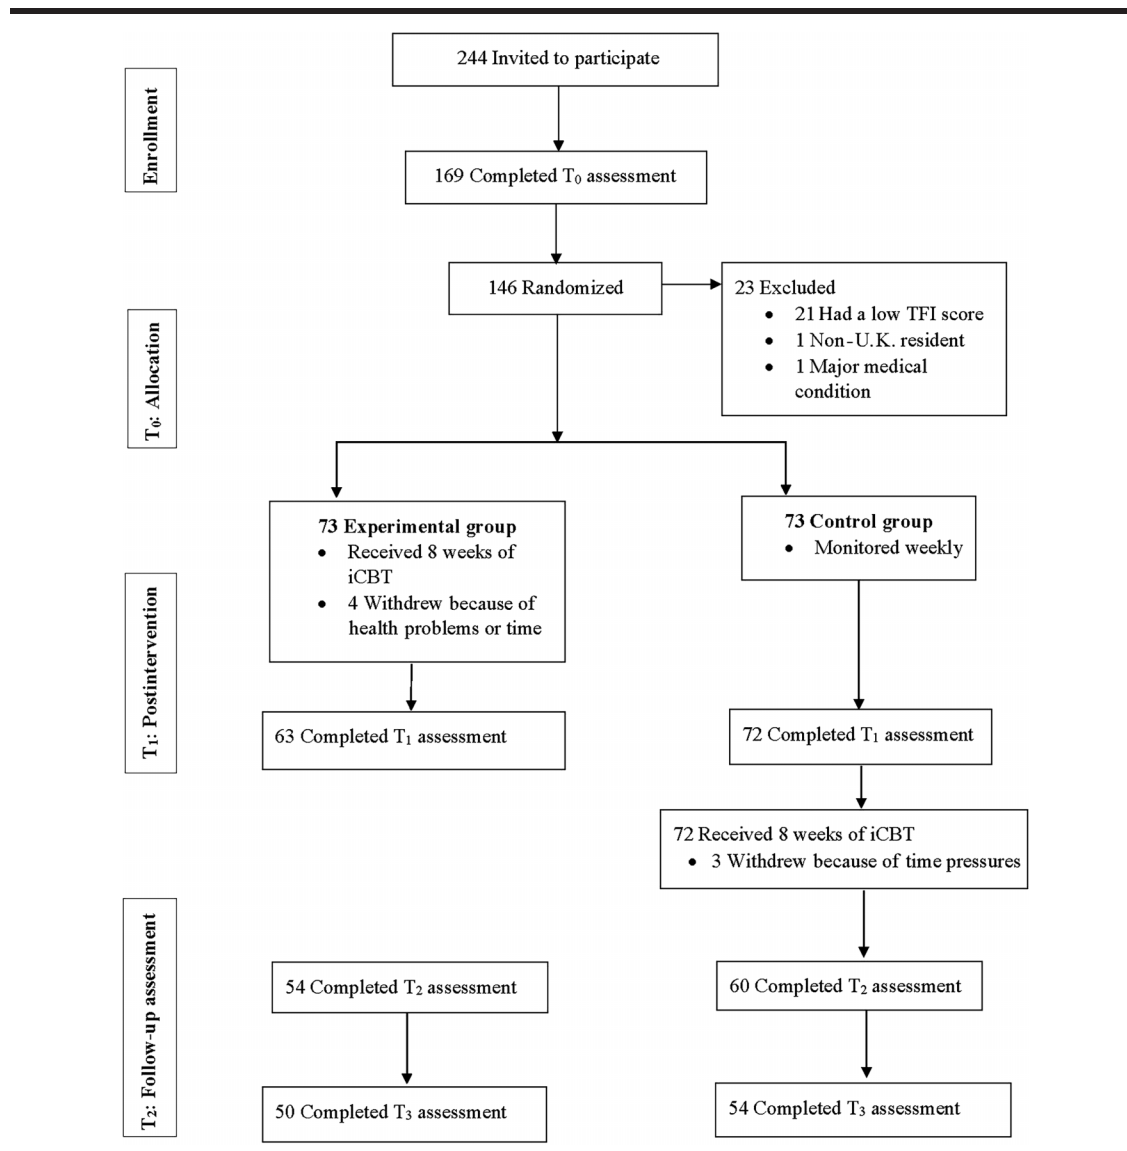 Enrollment
244 Invited to participate
169 Completed T₀ assessment
T₀: Allocation
146 Randomized
23 Excluded
• 21 Had a low TFI score
• 1 Non-U.K. resident
• 1 Major medical
condition
T₁: Postintervention
73 Experimental group
• Received 8 weeks of
iCBT
• 4 Withdrew because of
health problems or time
73 Control group
• Monitored weekly
63 Completed T₁ assessment
72 Completed T₁ assessment
72 Received 8 weeks of iCBT
• 3 Withdrew because of time pressures
T₂: Follow-up assessment
54 Completed T₂ assessment
60 Completed T₂ assessment
50 Completed T₃ assessment
54 Completed T₃ assessment